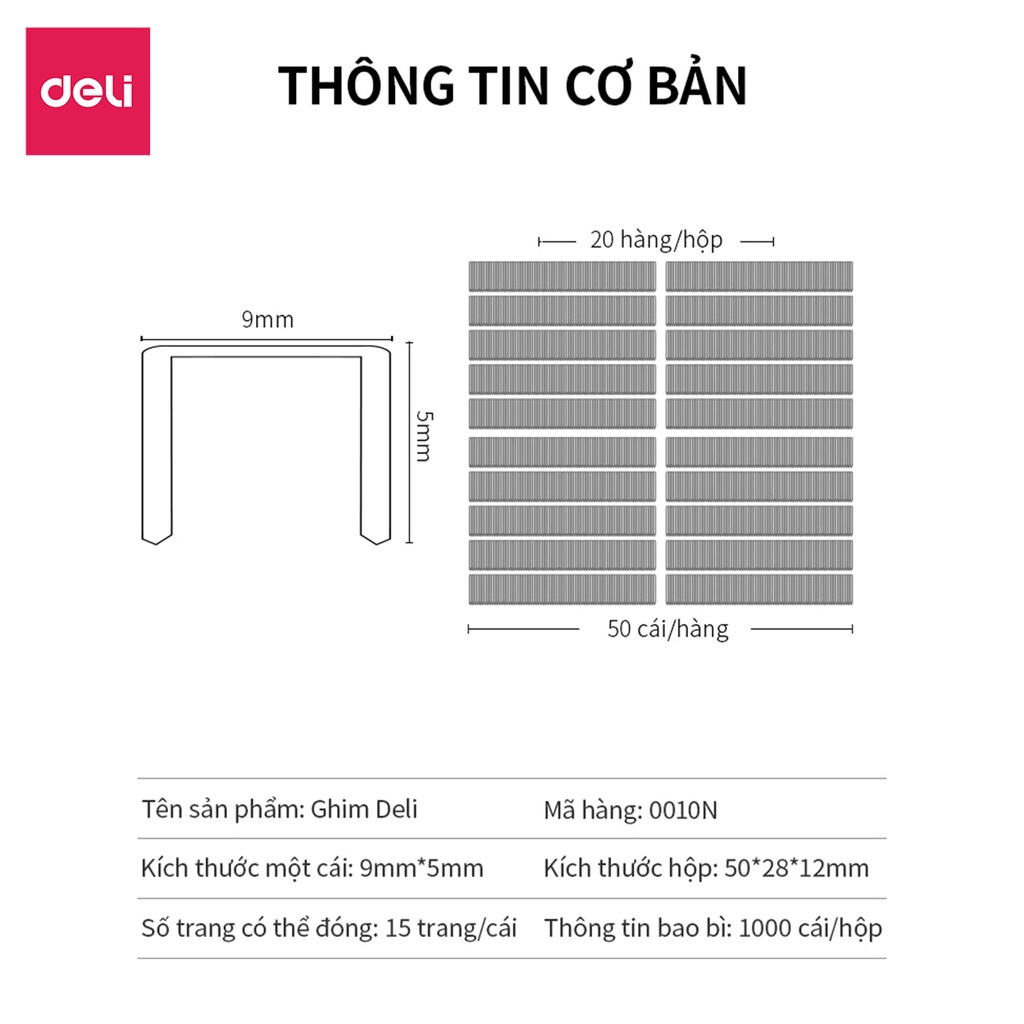 deli
THÔNG TIN CƠ BẢN
20 hàng/hộp
9mm
5mm
50 cái/hàng
Tên sản phẩm: Ghim Deli
Mã hàng: 0010N
Kích thước một cái: 9mm*5mm
Kích thước hộp: 50*28*12mm
Số trang có thể đóng: 15 trang/cái
Thông tin bao bì: 1000 cái/hộp